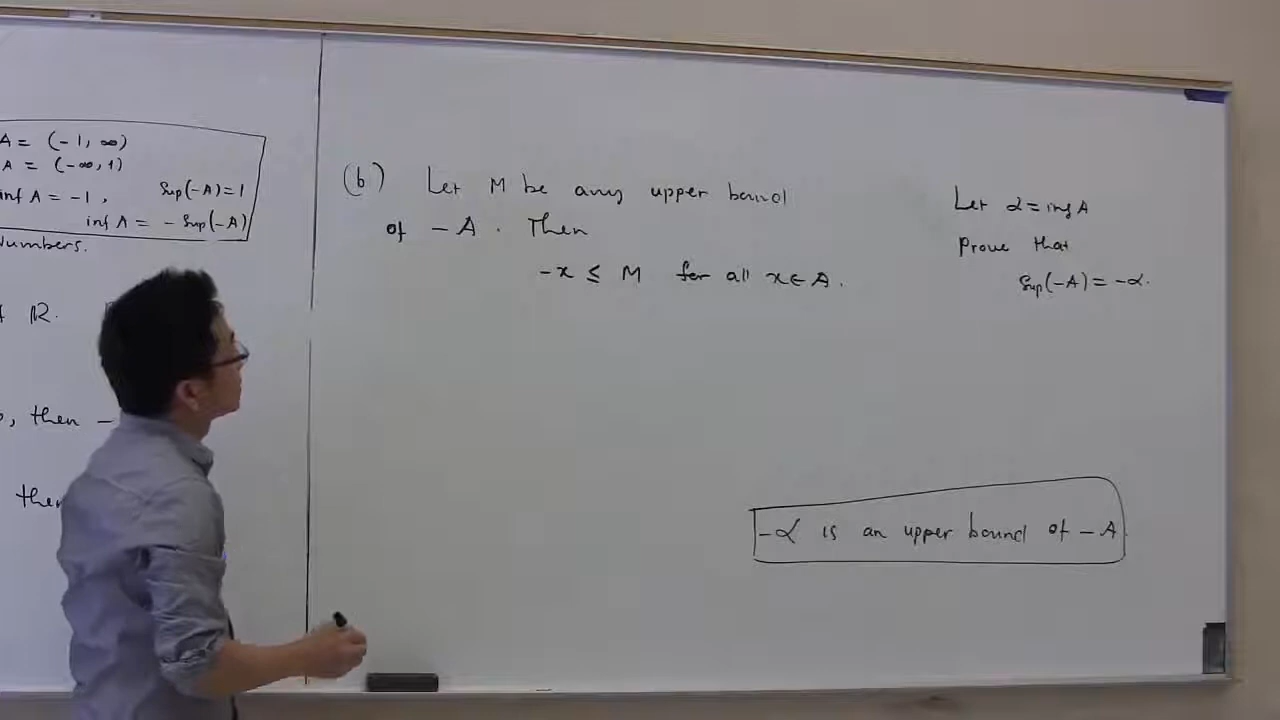 A = (-1, ∞)
A = (-∞, 1)
inf A = -1, Sup(-A) = 1
inf A = - Sup(-A)
Numbers.
ℝ.
, then -
then
(b) Let M be any upper bound
of -A. Then
-x ≤ M for all x ∈ A.
Let α = inf A
Prove that
Sup(-A) = -α.
-α is an upper bound of -A